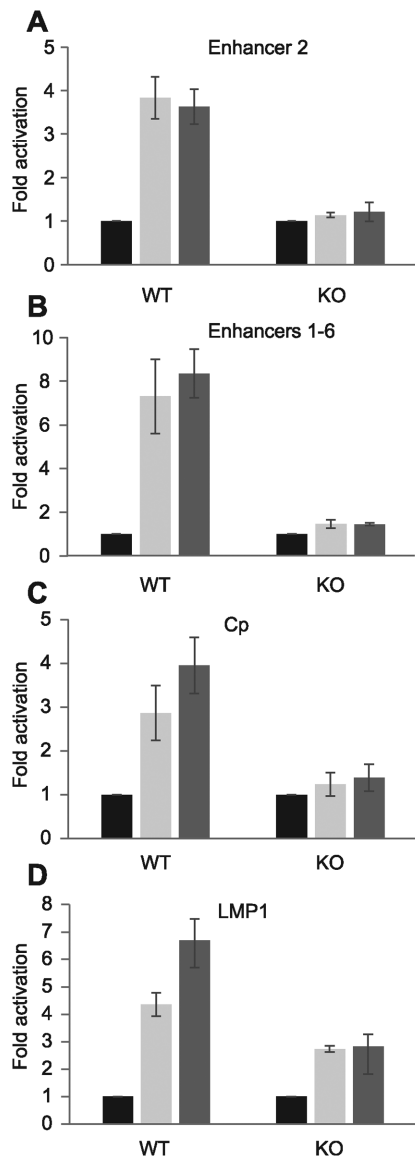 A
Enhancer 2
Fold activation
5
4
3
2
1
0
WT KO
B
Enhancers 1-6
Fold activation
10
8
6
4
2
0
WT KO
C
Cp
Fold activation
5
4
3
2
1
0
WT KO
D
LMP1
Fold activation
8
7
6
5
4
3
2
1
0
WT KO